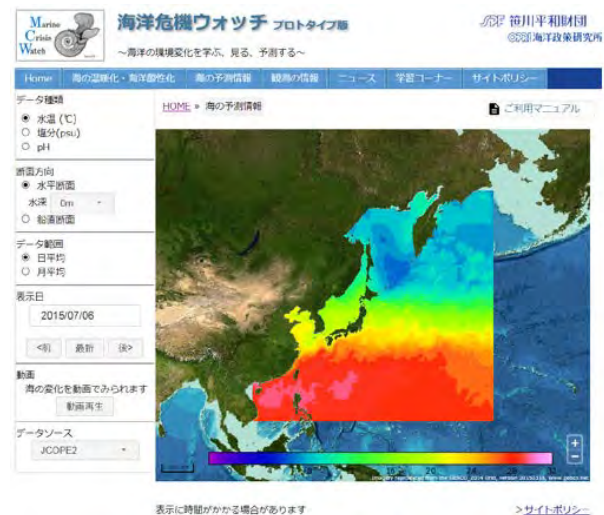 Marine
Crisis
Watch
海洋危機ウォッチ プロトタイプ版
～海洋の環境変化を学ぶ、見る、予測する～
笹川平和財団
海洋政策研究所
Home 海の温暖化・海洋酸性化 海の予測情報 観測の情報 ニュース 学習コーナー サイトポリシー
データ種類
水温 (℃)
塩分(psu)
pH
断面方向
水平断面
水深 0m
鉛直断面
データ範囲
日平均
月平均
表示日
2015/07/06
<前 最新 後>
動画
海の変化を動画でみられます
動画再生
データソース
JCOPE2
HOME » 海の予測情報
ご利用マニュアル
+
−
16 20 24 28 32
表示に時間がかかる場合があります
>サイトポリシー